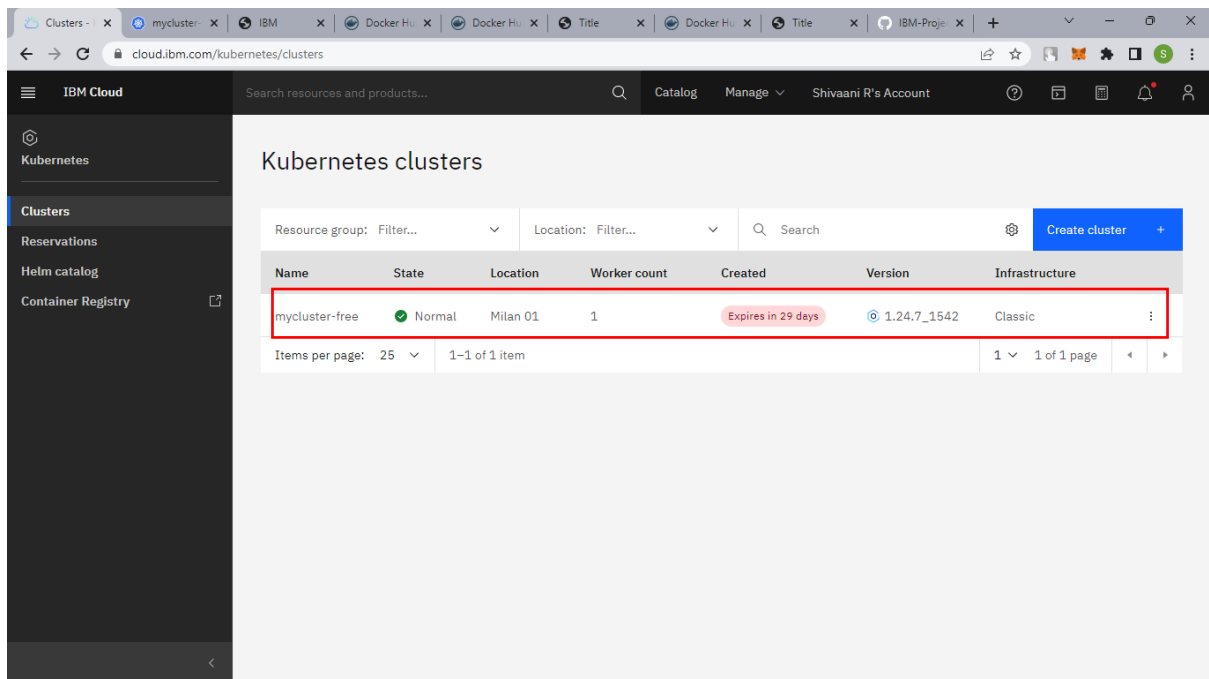 Clusters - I
mycluster-
IBM
Docker Hu
Docker Hu
Title
Docker Hu
Title
IBM-Projec
cloud.ibm.com/kubernetes/clusters
S
IBM Cloud
Search resources and products...
Catalog
Manage
Shivaani R's Account
Kubernetes
Clusters
Reservations
Helm catalog
Container Registry
Kubernetes clusters
Resource group: Filter...
Location: Filter...
Search
Create cluster +
Name State Location Worker count Created Version Infrastructure
mycluster-free Normal Milan 01 1 Expires in 29 days 1.24.7_1542 Classic
Items per page: 25 1–1 of 1 item 1 1 of 1 page